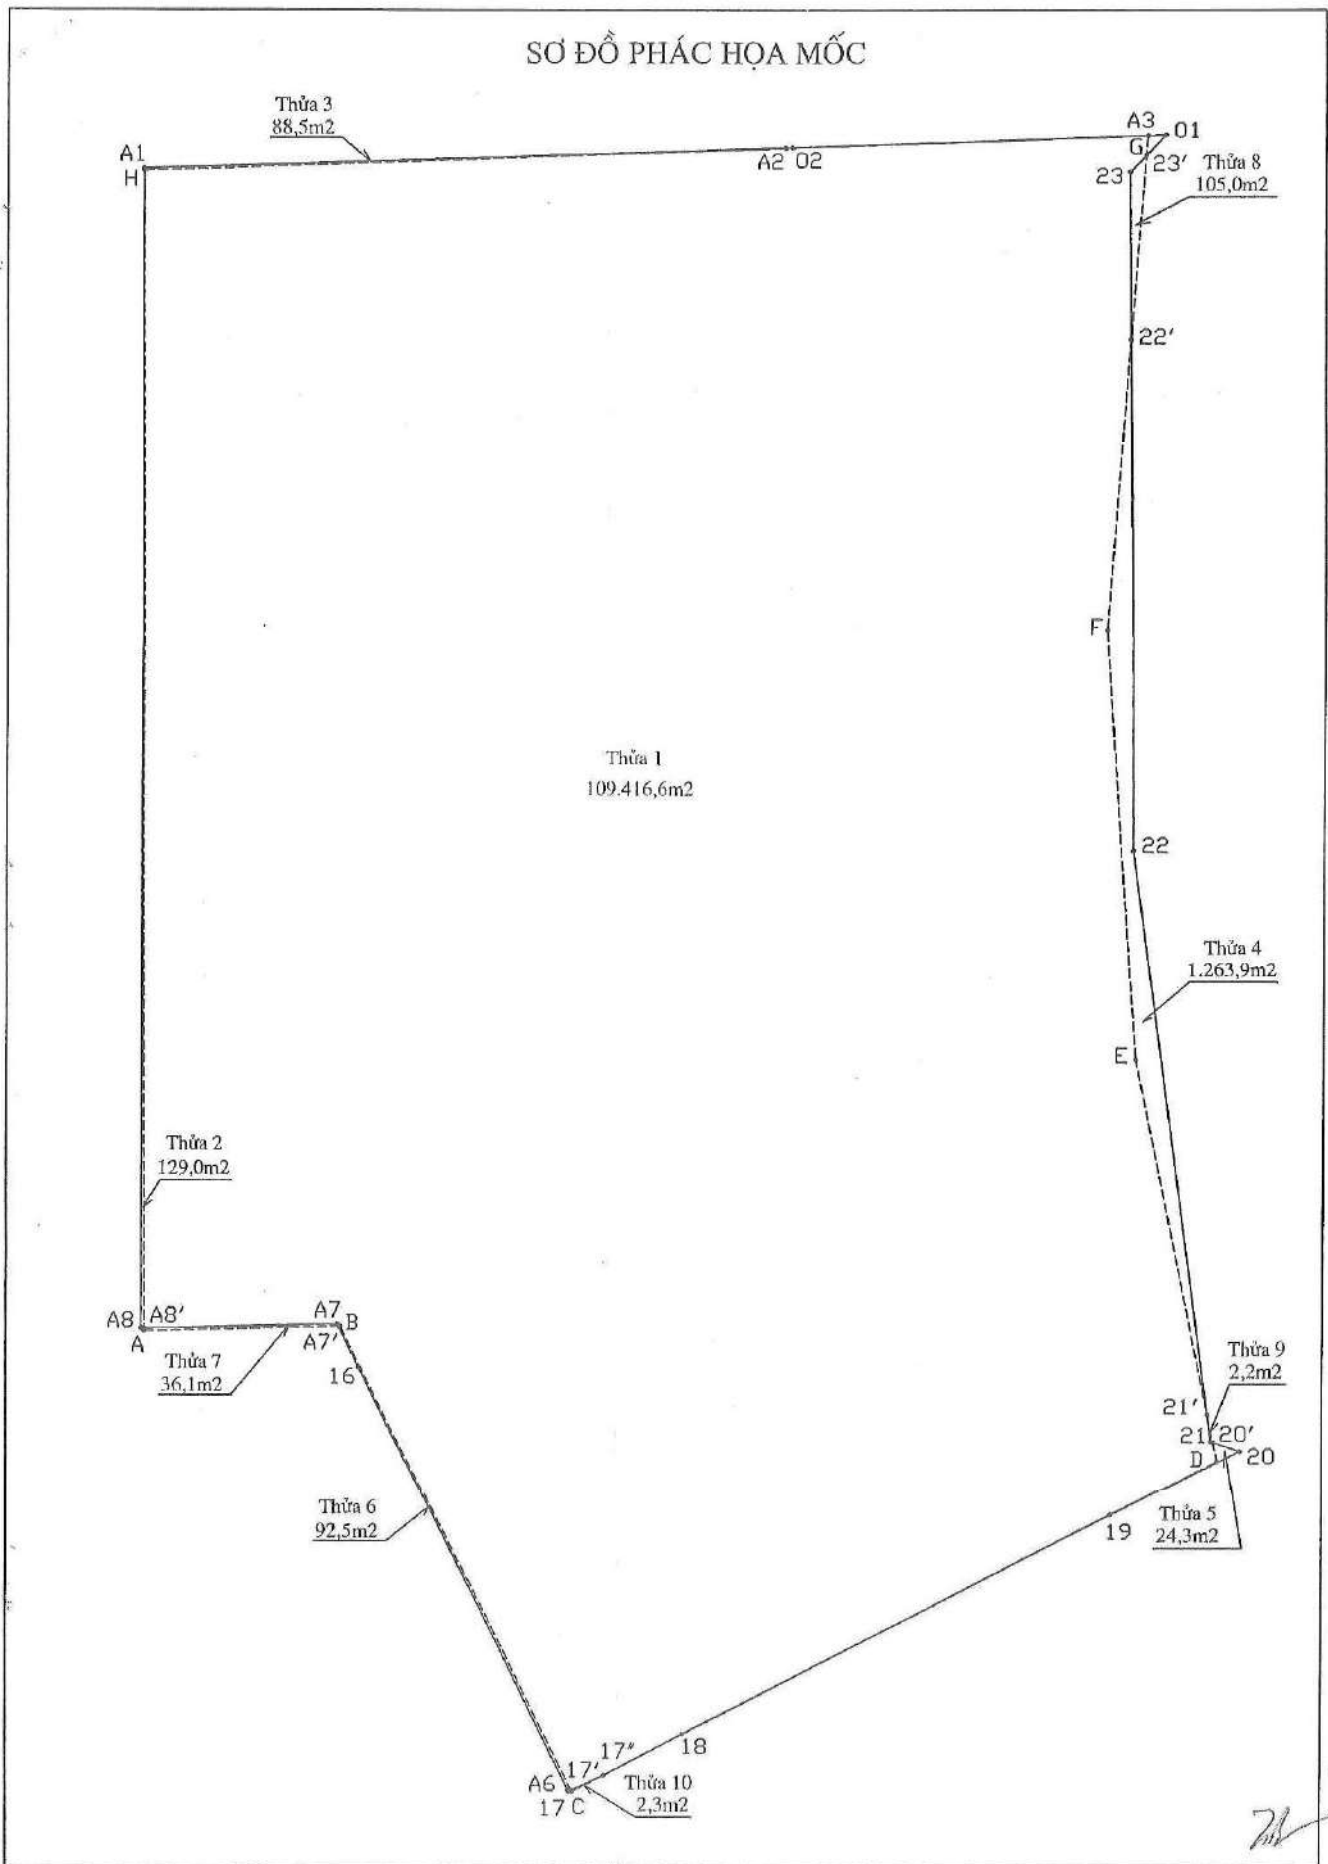 SƠ ĐỒ PHÁC HỌA MỐC
Thửa 3
88,5m2
A1
H
A2 02
A3
01
G
23'
23
Thửa 8
105,0m2
22'
F
Thửa 1
109.416,6m2
22
Thửa 4
1.263,9m2
E
Thửa 2
129,0m2
A8
A8'
A
A7
B
A7'
16
Thửa 7
36,1m2
Thửa 9
2,2m2
21'
21
20'
D
20
Thửa 6
92,5m2
19
Thửa 5
24,3m2
18
17"
17'
A6
17 C
Thửa 10
2,3m2